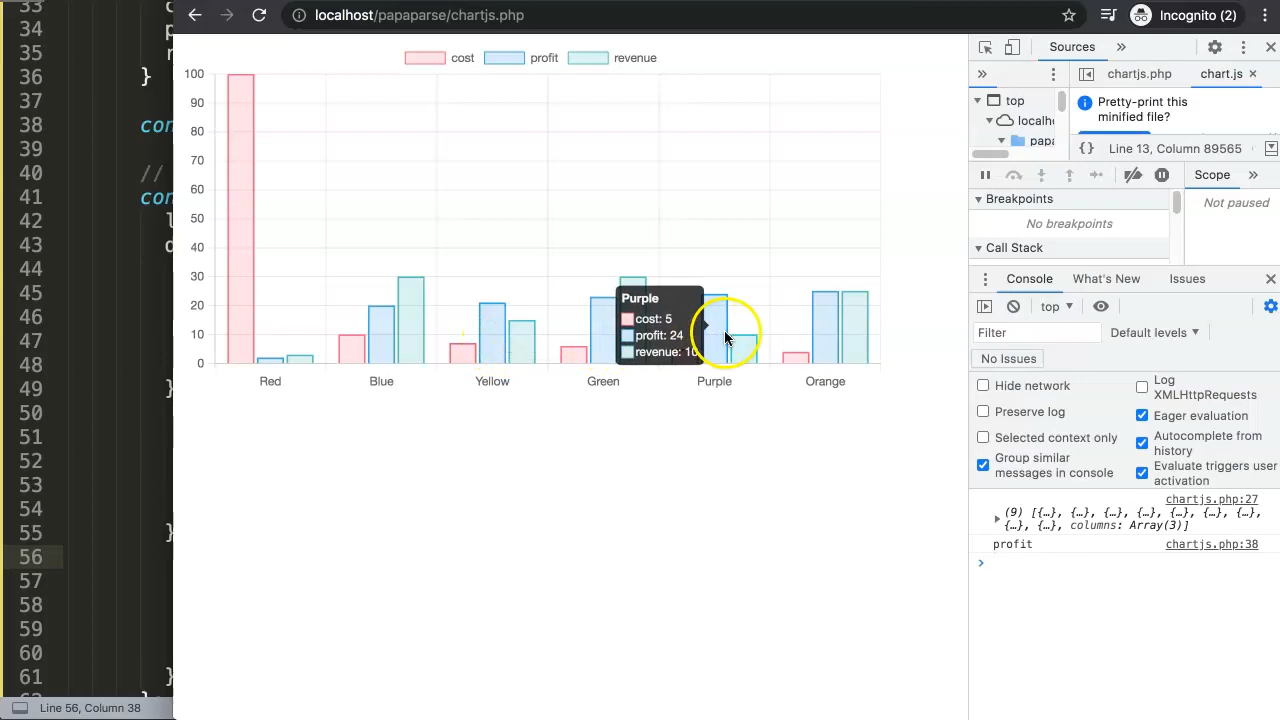 33
34
35
36 }
37
38 con
39
40 //
41 con
42 l
43 d
44
45
46
47
48
49 }
50
51
52
53
54
55 }
56
57
58
59
60
61 }
Line 56, Column 38
localhost/papaparse/chartjs.php
Incognito (2)
cost profit revenue
100
90
80
70
60
50
40
30
20
10
0
Red Blue Yellow Green Purple Orange
Purple
cost: 5
profit: 24
revenue: 10
Sources
chartjs.php chart.js
top
localh
papa
Pretty-print this
minified file?
{} Line 13, Column 89565
Scope
Breakpoints
No breakpoints
Call Stack
Not paused
Console What's New Issues
top
Filter Default levels
No Issues
Hide network
Preserve log
Selected context only
Group similar
messages in console
Log
XMLHttpRequests
Eager evaluation
Autocomplete from
history
Evaluate triggers user
activation
chartjs.php:27
(9) [{…}, {…}, {…}, {…}, {…}, {…}, {…},
{…}, {…}, columns: Array(3)]
profit chartjs.php:38